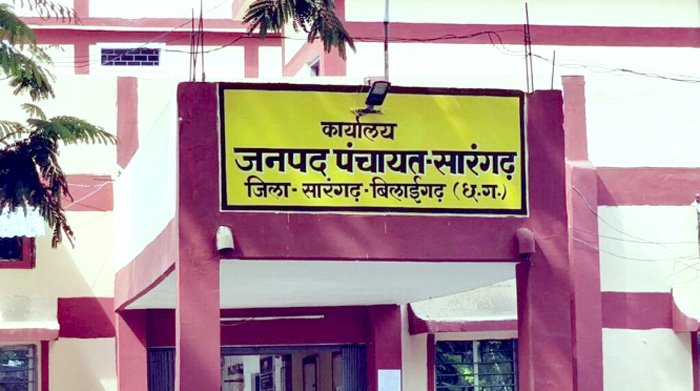 कार्यालय
जनपद पंचायत-सारंगढ़
जिला - सारंगढ़ - बिलाईगढ़ (छ.ग.)